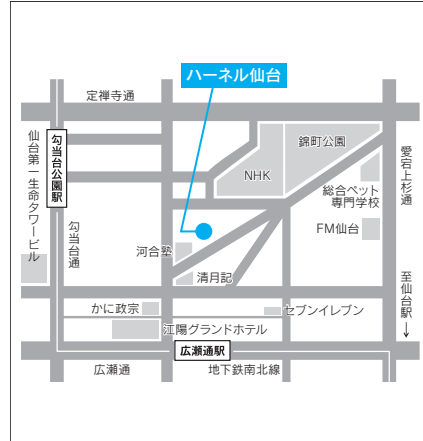 ハーネル仙台
定禅寺通
仙台第一生命タワービル
勾当台公園駅
錦町公園
愛宕上杉通
NHK
総合ペット
専門学校
勾当台通
FM仙台
河合塾
清月記
至仙台駅
→
かに政宗
セブンイレブン
江陽グランドホテル
広瀬通駅
広瀬通
地下鉄南北線